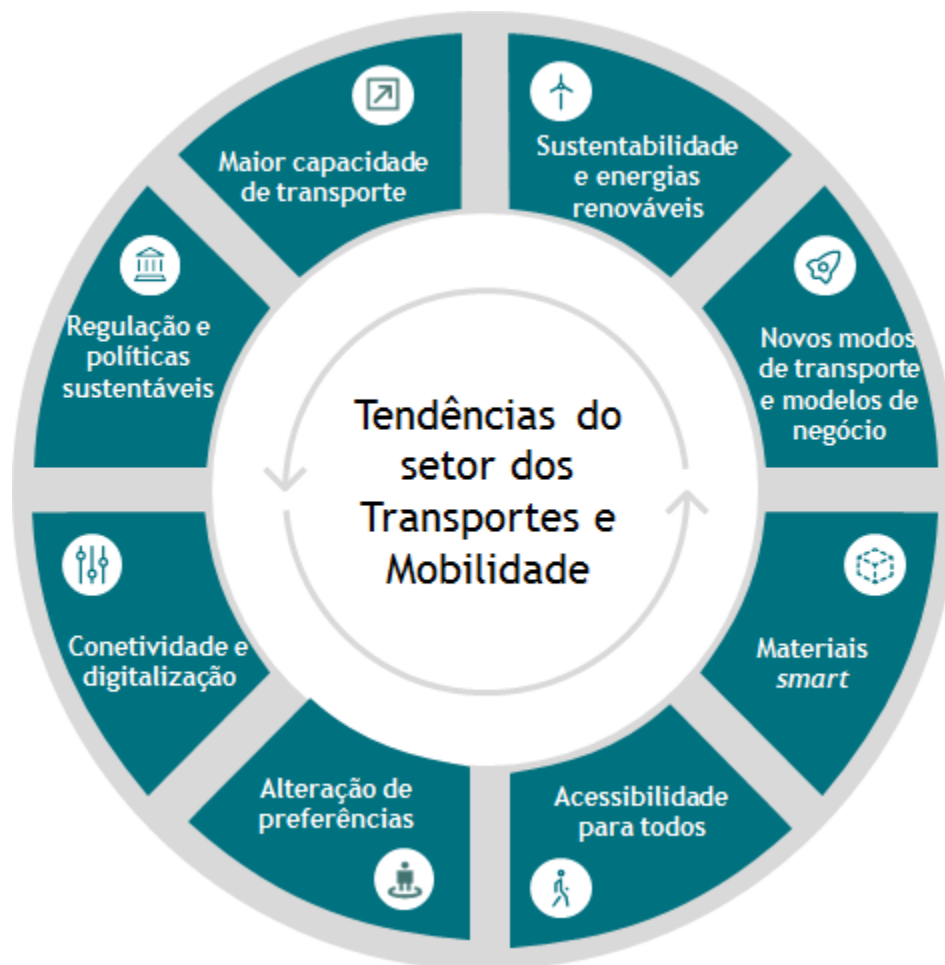 Maior capacidade
de transporte
Sustentabilidade
e energias
renováveis
Regulação e
políticas
sustentáveis
Novos modos
de transporte
e modelos de
negócio
Tendências do
setor dos
Transportes e
Mobilidade
Conetividade e
digitalização
Materiais
smart
Alteração de
preferências
Acessibilidade
para todos